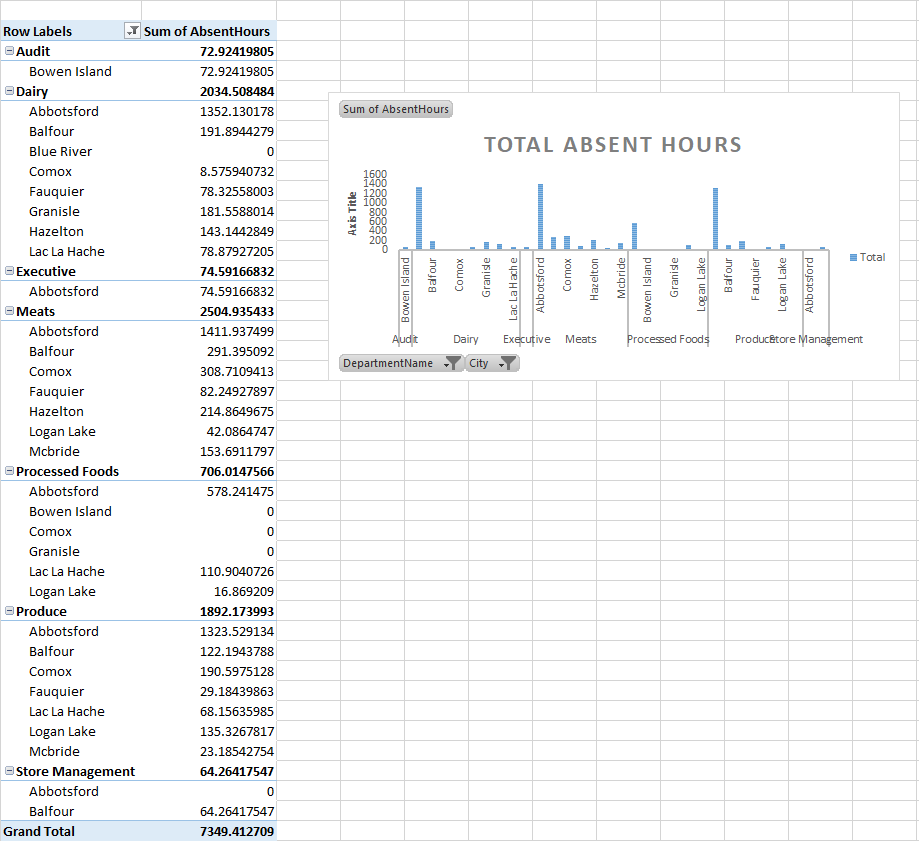 Row Labels Sum of AbsentHours
Audit 72.92419805
Bowen Island 72.92419805
Dairy 2034.508484
Abbotsford 1352.130178
Balfour 191.8944279
Blue River 0
Comox 8.575940732
Fauquier 78.32558003
Granisle 181.5588014
Hazelton 143.1442849
Lac La Hache 78.87927205
Executive 74.59166832
Abbotsford 74.59166832
Meats 2504.935433
Abbotsford 1411.937499
Balfour 291.395092
Comox 308.7109413
Fauquier 82.24927897
Hazelton 214.8649675
Logan Lake 42.0864747
Mcbride 153.6911797
Processed Foods 706.0147566
Abbotsford 578.241475
Bowen Island 0
Comox 0
Granisle 0
Lac La Hache 110.9040726
Logan Lake 16.869209
Produce 1892.173993
Abbotsford 1323.529134
Balfour 122.1943788
Comox 190.5975128
Fauquier 29.18439863
Lac La Hache 68.15635985
Logan Lake 135.3267817
Mcbride 23.18542754
Store Management 64.26417547
Abbotsford 0
Balfour 64.26417547
Grand Total 7349.412709
Sum of AbsentHours
TOTAL ABSENT HOURS
Axis Title
1600
1400
1200
1000
800
600
400
200
0
Bowen Island
Balfour
Comox
Granisle
Lac La Hache
Abbotsford
Comox
Hazelton
Mcbride
Bowen Island
Granisle
Logan Lake
Balfour
Fauquier
Logan Lake
Abbotsford
Audit Dairy Executive Meats Processed Foods Produce Store Management
Total
DepartmentName City